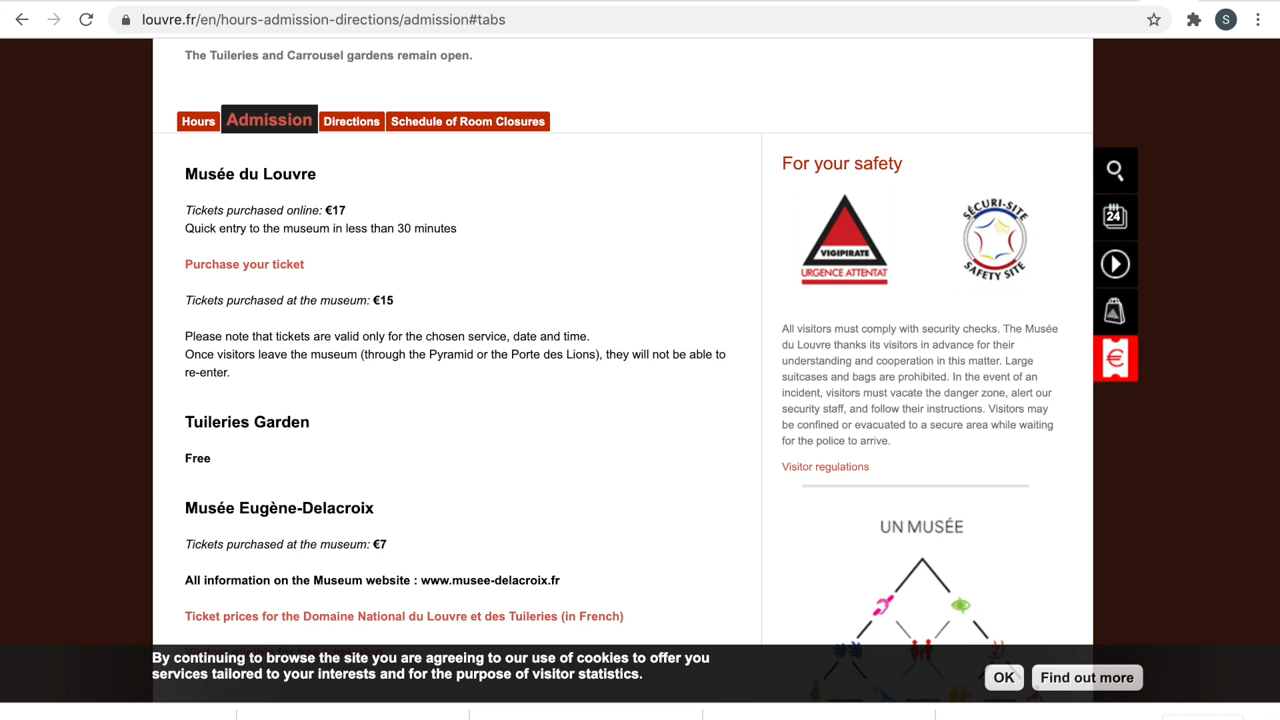 louvre.fr/en/hours-admission-directions/admission#tabs
S
The Tuileries and Carrousel gardens remain open.
Hours
Admission
Directions
Schedule of Room Closures
Musée du Louvre
Tickets purchased online: €17
Quick entry to the museum in less than 30 minutes
Purchase your ticket
Tickets purchased at the museum: €15
Please note that tickets are valid only for the chosen service, date and time.
Once visitors leave the museum (through the Pyramid or the Porte des Lions), they will not be able to
re-enter.
Tuileries Garden
Free
Musée Eugène-Delacroix
Tickets purchased at the museum: €7
All information on the Museum website : www.musee-delacroix.fr
Ticket prices for the Domaine National du Louvre et des Tuileries (in French)
For your safety
VIGIPIRATE
URGENCE ATTENTAT
SÉCURI-SITE
SAFETY SITE
All visitors must comply with security checks. The Musée
du Louvre thanks its visitors in advance for their
understanding and cooperation in this matter. Large
suitcases and bags are prohibited. In the event of an
incident, visitors must vacate the danger zone, alert our
security staff, and follow their instructions. Visitors may
be confined or evacuated to a secure area while waiting
for the police to arrive.
Visitor regulations
UN MUSÉE
24
€
By continuing to browse the site you are agreeing to our use of cookies to offer you
services tailored to your interests and for the purpose of visitor statistics.
OK
Find out more